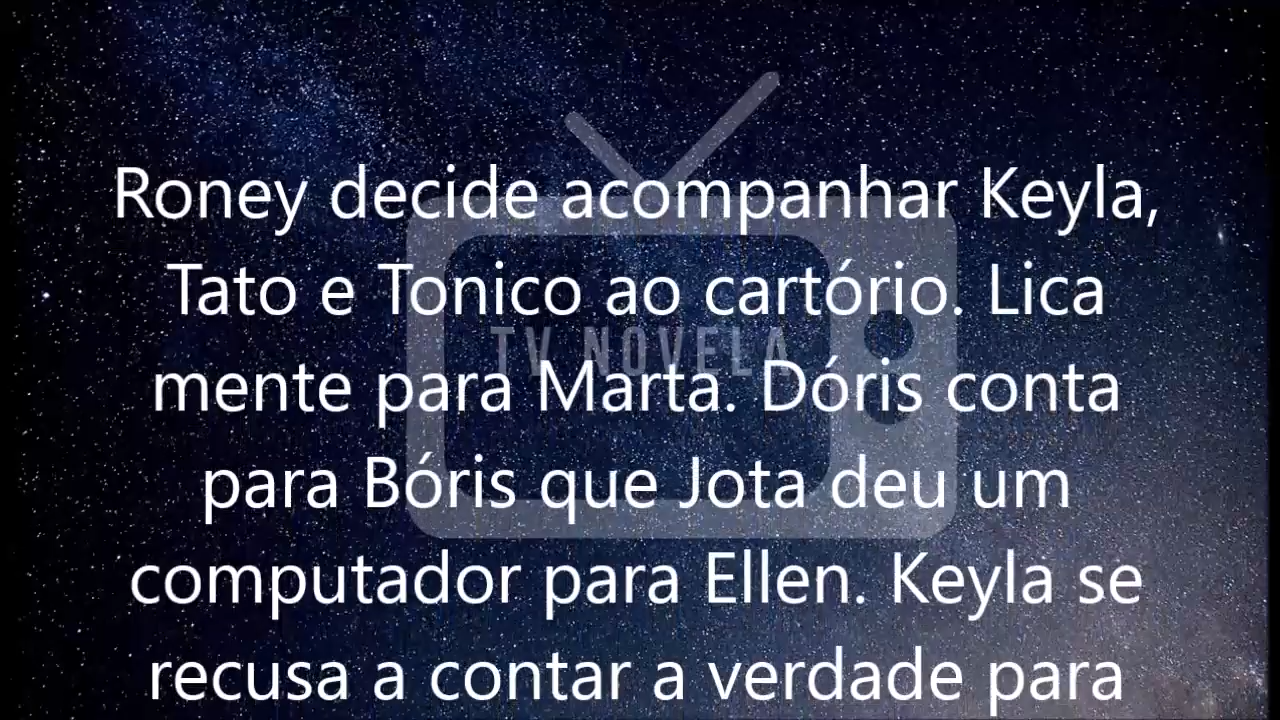 Roney decide acompanhar Keyla,
Tato e Tonico ao cartório. Lica
TV NOVELA
mente para Marta. Dóris conta
para Bóris que Jota deu um
computador para Ellen. Keyla se
recusa a contar a verdade para